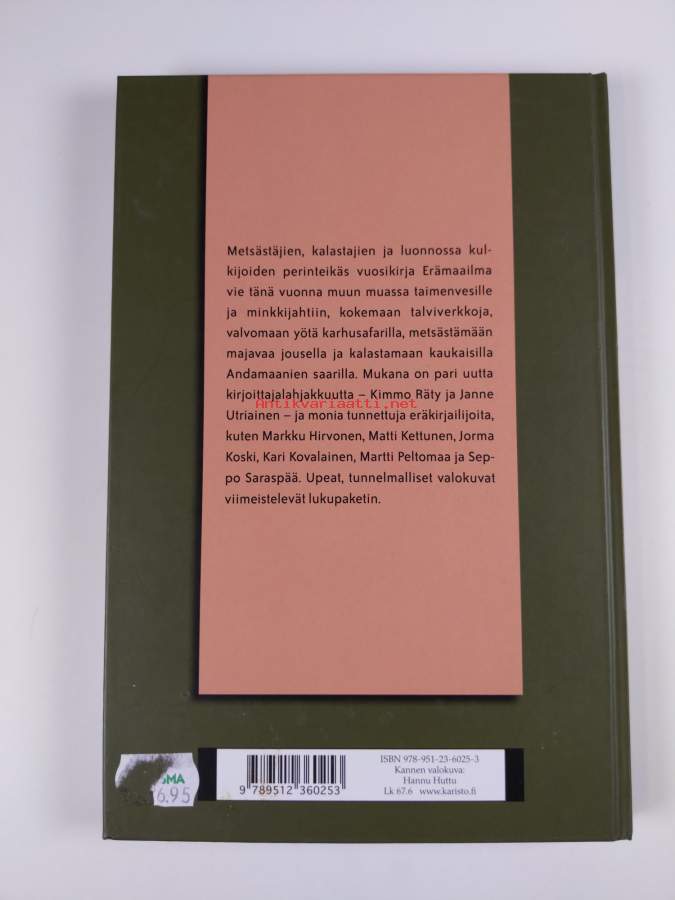 Metsästäjien, kalastajien ja luonnossa kul-
kijoiden perinteikäs vuosikirja Erämaailma
vie tänä vuonna muun muassa taimenvesille
ja minkkijahtiin, kokemaan talviverkkoja,
valvomaan yötä karhusafarilla, metsästämään
majavaa jousella ja kalastamaan kaukaisilla
Andamaanien saarilla. Mukana on pari uutta
kirjoittajalahjakkuutta – Kimmo Räty ja Janne
Antikvariaatti.net
Utriainen – ja monia tunnettuja eräkirjailijoita,
kuten Markku Hirvonen, Matti Kettunen, Jorma
Koski, Kari Kovalainen, Martti Peltomaa ja Sep-
po Saraspää. Upeat, tunnelmalliset valokuvat
viimeistelevät lukupaketin.
ISBN 978-951-23-6025-3
Kannen valokuva:
Hannu Huttu
Lk 67.6 www.karisto.fi
9 789512 360253
6.95